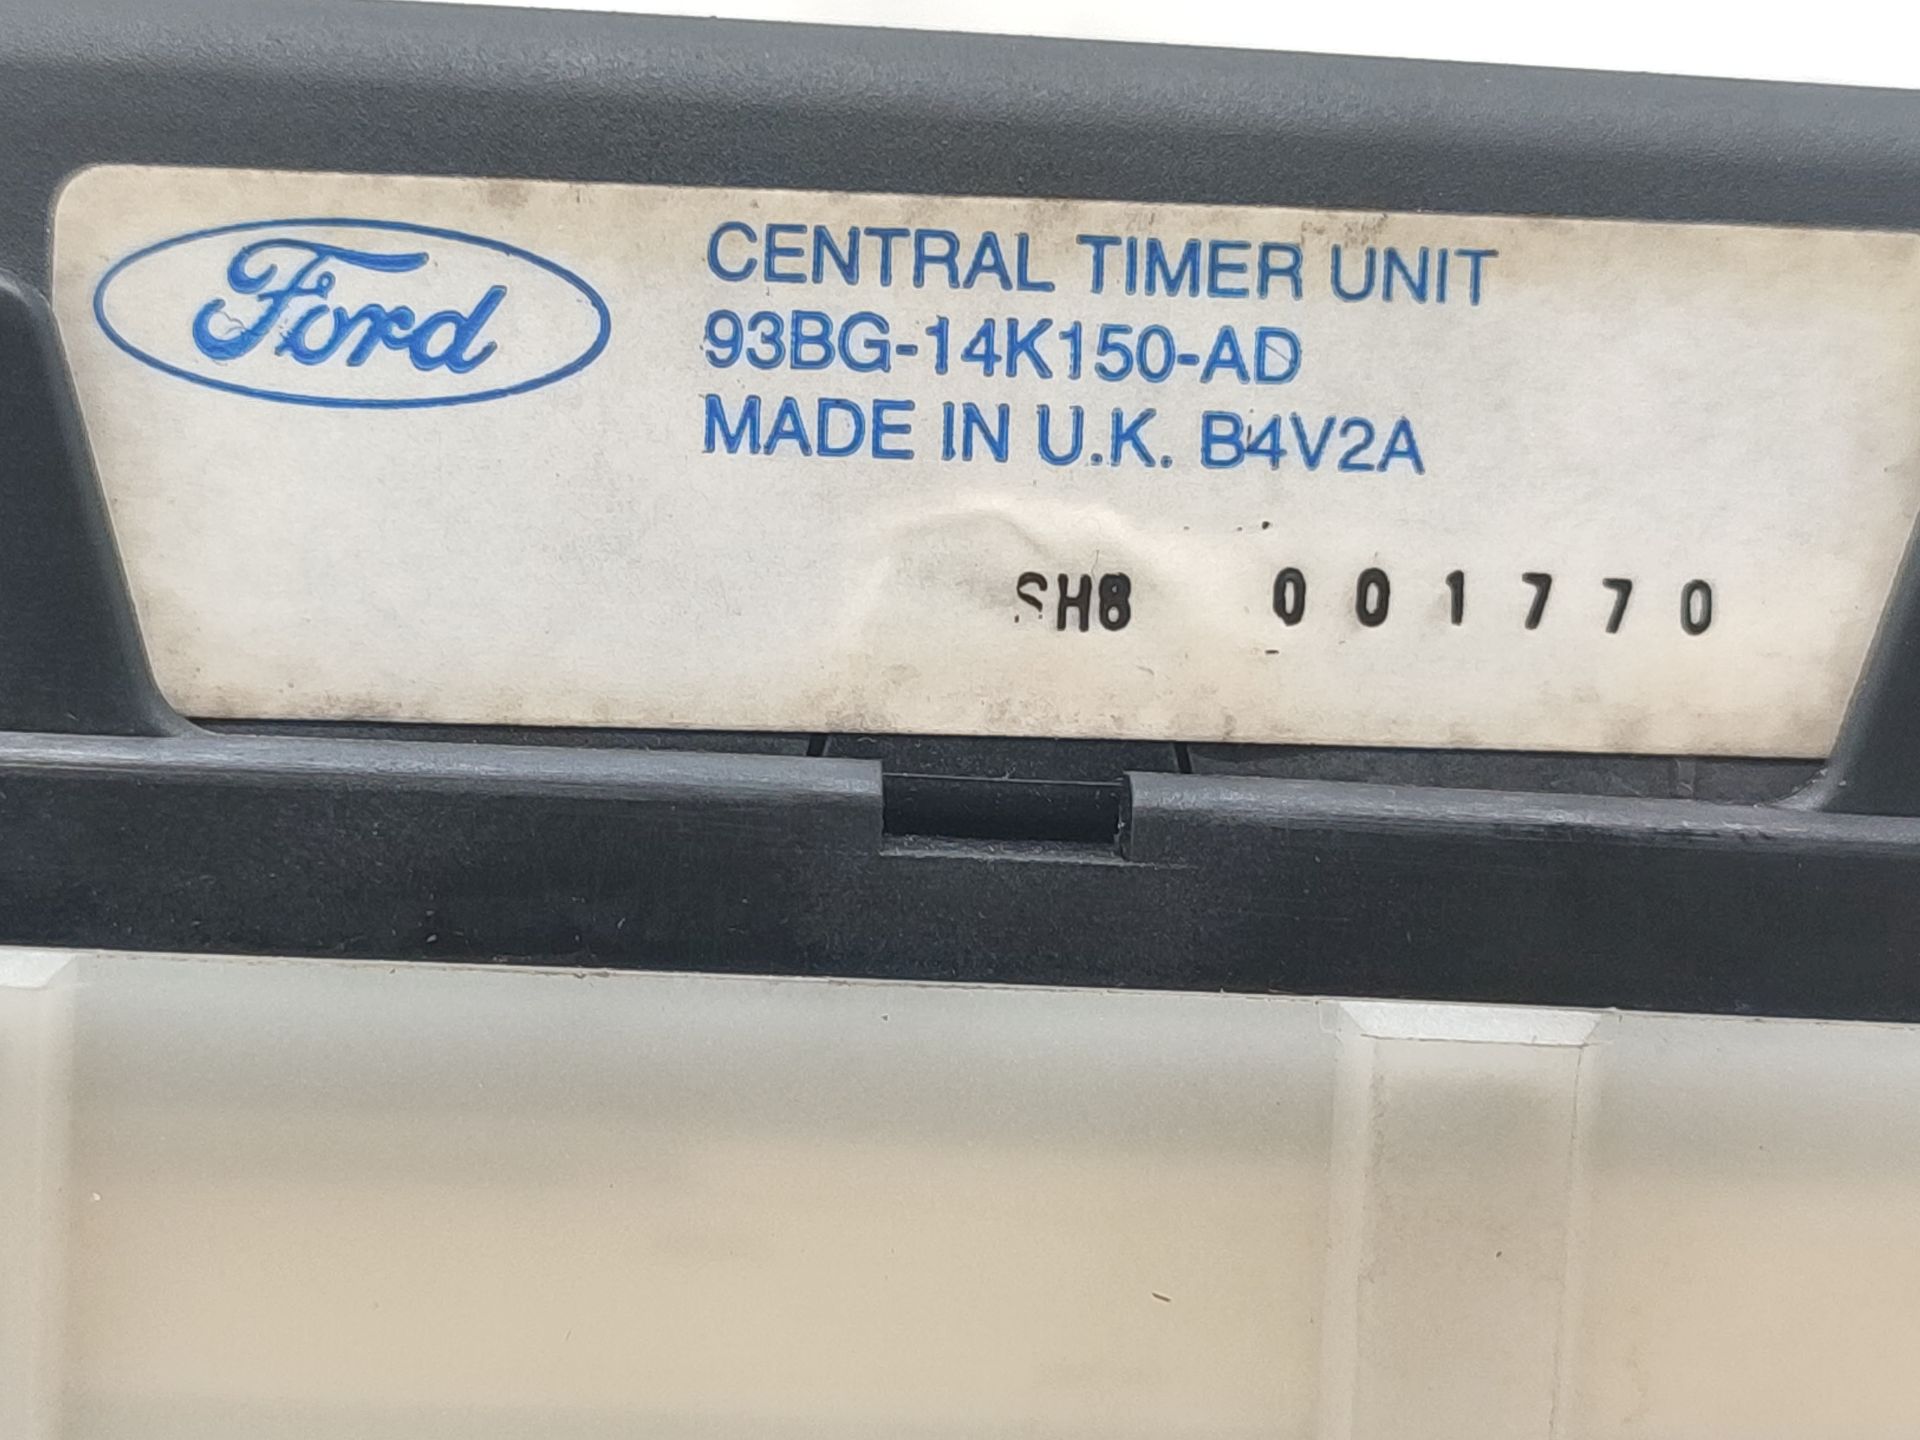 Ford
CENTRAL TIMER UNIT
93BG-14K150-AD
MADE IN U.K. B4V2A
SH8 001770